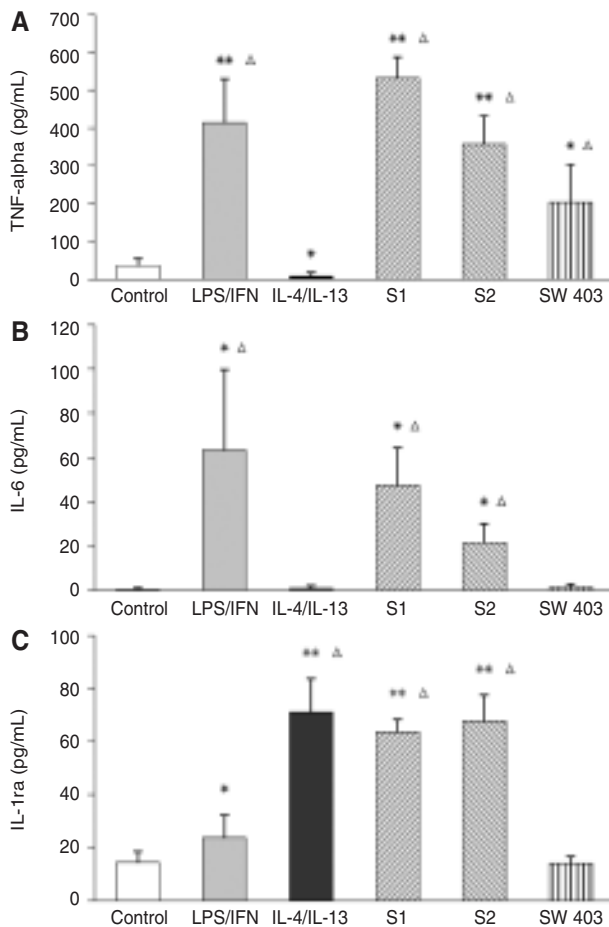 A
TNF-alpha (pg/mL)
700
600
500
400
300
200
100
0
** Δ
** Δ
** Δ
* Δ
*
Control LPS/IFN IL-4/IL-13 S1 S2 SW 403
B
IL-6 (pg/mL)
120
100
80
60
40
20
0
* Δ
* Δ
* Δ
Control LPS/IFN IL-4/IL-13 S1 S2 SW 403
C
IL-1ra (pg/mL)
100
80
60
40
20
0
** Δ
** Δ
** Δ
*
Control LPS/IFN IL-4/IL-13 S1 S2 SW 403